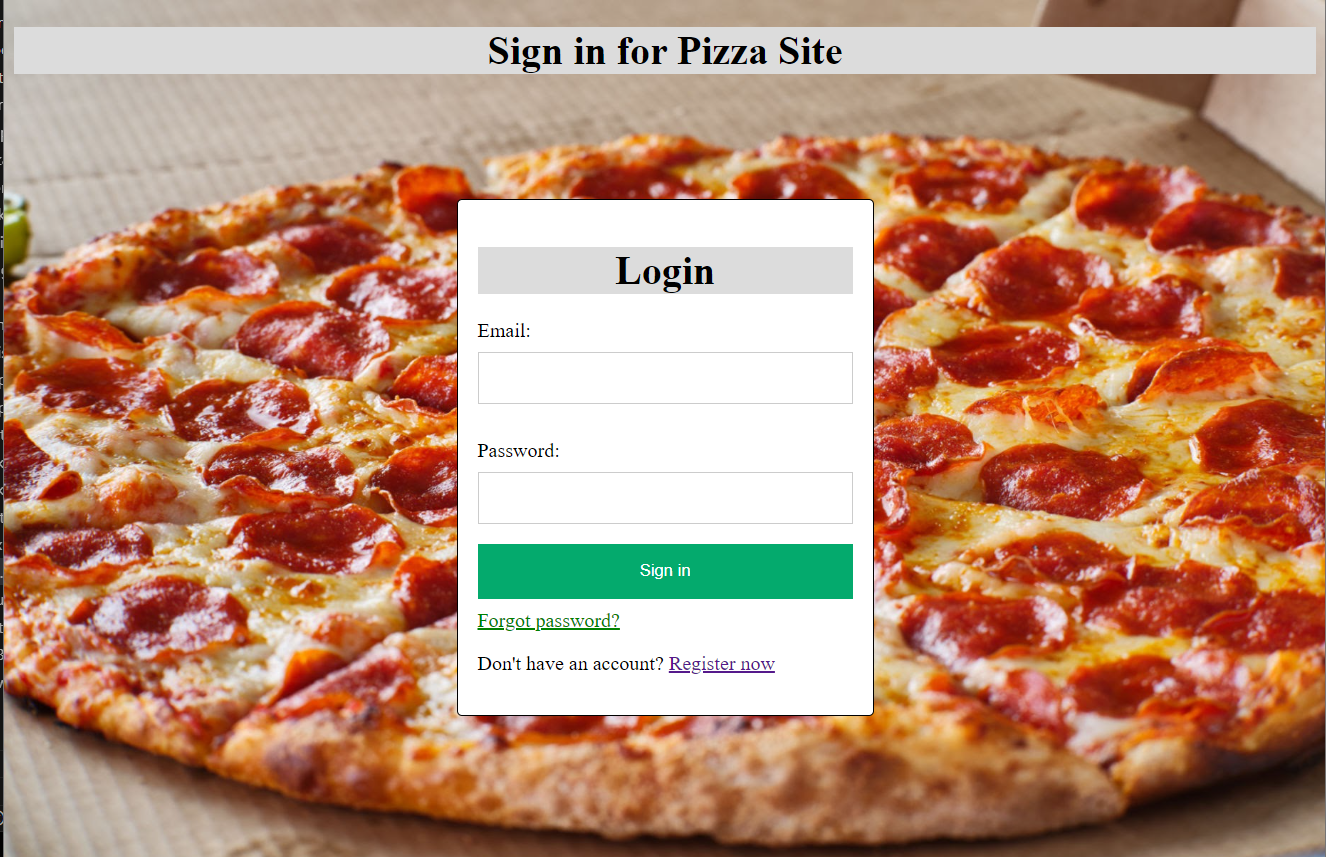 Sign in for Pizza Site
Login
Email:
Password:
Sign in
Forgot password?
Don't have an account? Register now